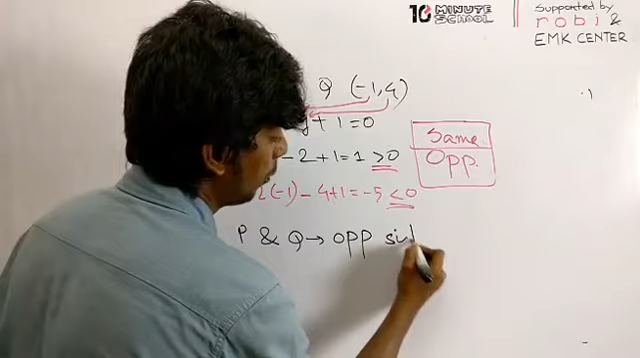 10 MINUTE SCHOOL
Supported by
robi &
EMK CENTER
Q (-1,4)
+ 1 = 0
Same
- 2 + 1 = 1 > 0
Opp.
2(-1) - 4+1 = -5 < 0
P & Q → opp sid